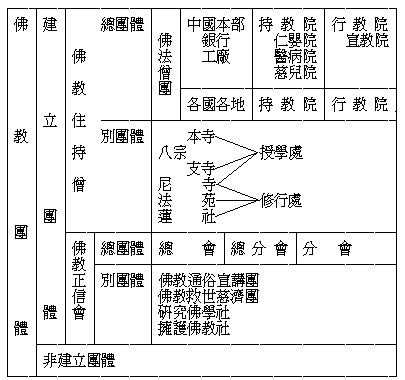 佛教團體
建立團體
佛教住持僧
總團體
佛法僧團
中國本部
銀行
工廠
持教院
仁嬰院
醫病院
慈兒院
行教院
宣教院
各國各地
持教院
行教院
別團體
八宗
本寺
支寺
尼寺
法苑
蓮社
授學處
修行處
佛教正信會
總團體
總會
總分會
分會
別團體
佛教通俗宣講團
佛教救世慈濟團
研究佛學社
擁護佛教社
非建立團體